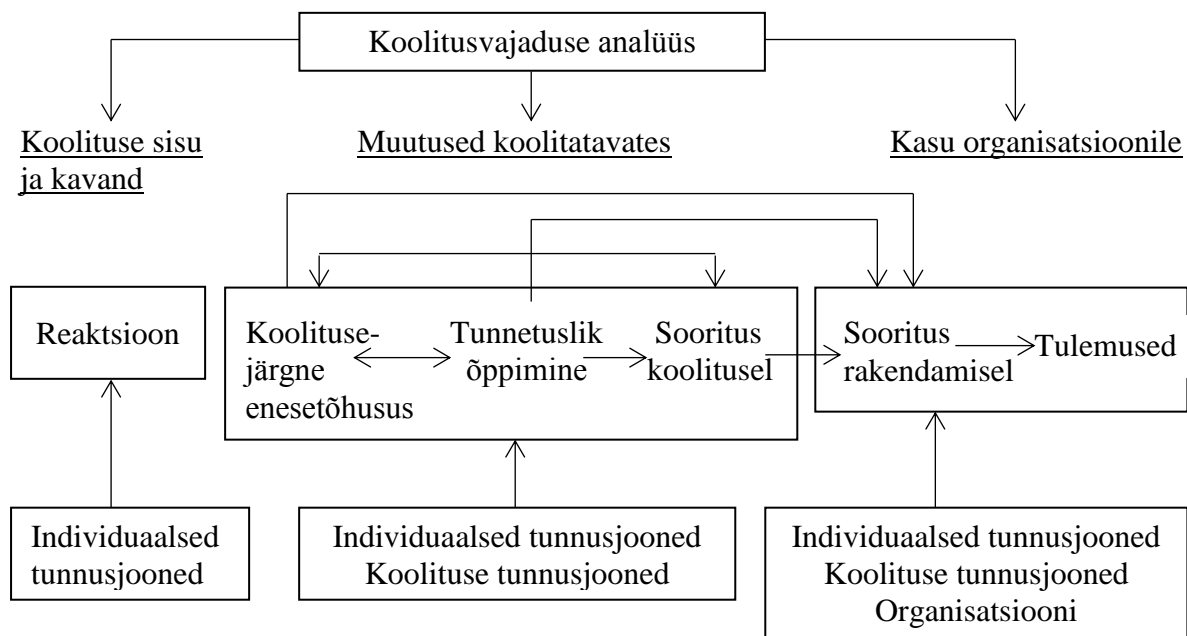 Koolitusvajaduse analüüs
Koolituse sisu
ja kavand
Muutused koolitatavates
Kasu organisatsioonile
Reaktsioon
Koolituse-
järgne
enesetõhusus
Tunnetuslik
õppimine
Sooritus
koolitusel
Sooritus
rakendamisel
Tulemused
Individuaalsed
tunnusjooned
Individuaalsed tunnusjooned
Koolituse tunnusjooned
Individuaalsed tunnusjooned
Koolituse tunnusjooned
Organisatsiooni